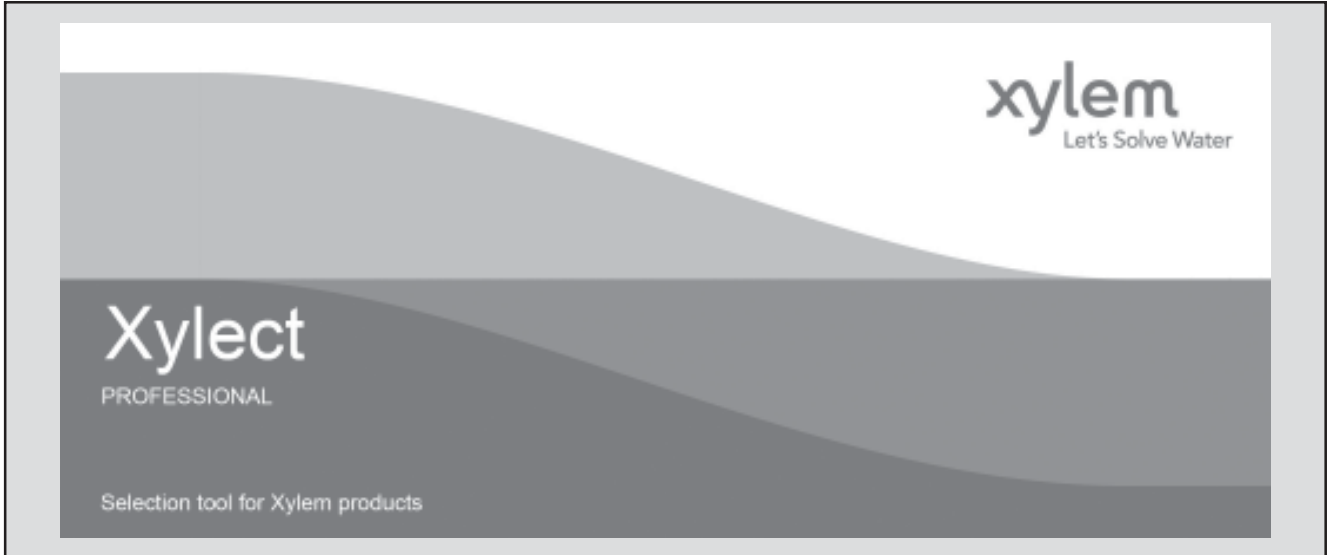 xylem
Let's Solve Water
Xylect
PROFESSIONAL
Selection tool for Xylem products